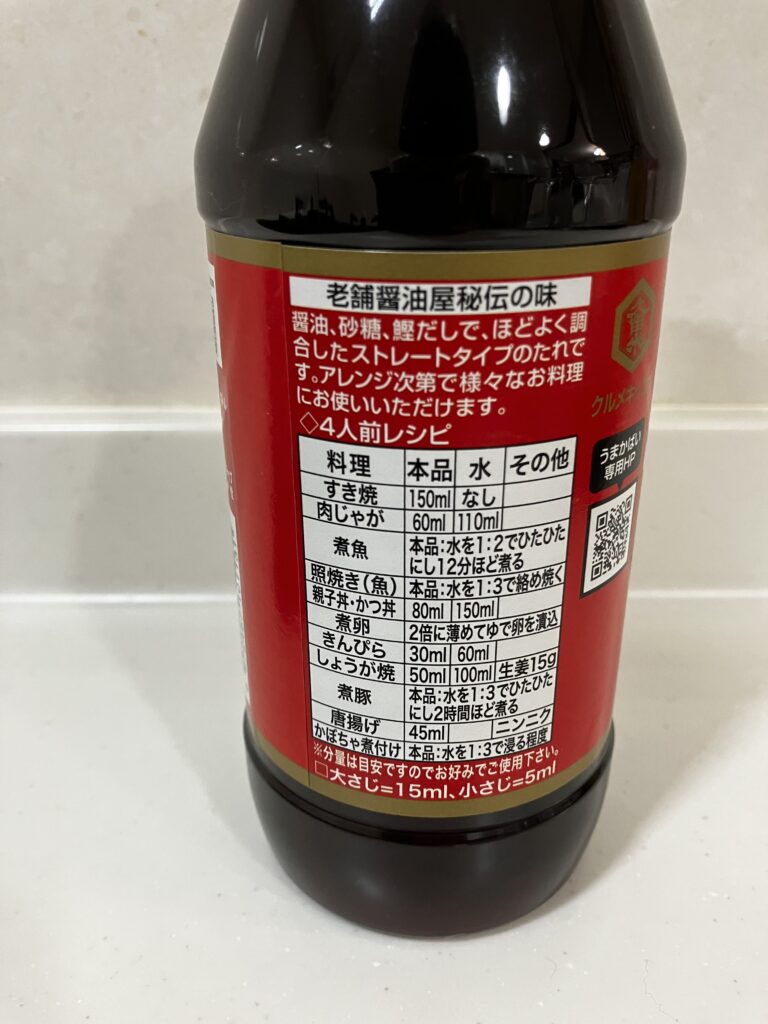 老舗醤油屋秘伝の味
醤油、砂糖、鰹だしで、ほどよく調
合したストレートタイプのたれで
す。アレンジ次第で様々なお料理
にお使いいただけます。
◇4人前レシピ
料理 本品 水 その他
すき焼 150ml なし
肉じゃが 60ml 110ml
煮魚 本品:水を1:2でひたひた
にし12分ほど煮る
照焼き(魚) 本品:水を1:3で絡め焼く
親子丼・かつ丼 80ml 150ml
煮卵 2倍に薄めてゆで卵を漬込
きんぴら 30ml 60ml
しょうが焼 50ml 100ml 生姜15g
煮豚 本品:水を1:3でひたひた
にし2時間ほど煮る
唐揚げ 45ml ニンニク
かぼちゃ煮付け 本品:水を1:3で浸る程度
※分量は目安ですのでお好みでご使用下さい。
□大さじ=15ml、小さじ=5ml
クルメキ
うまかばい
専用HP